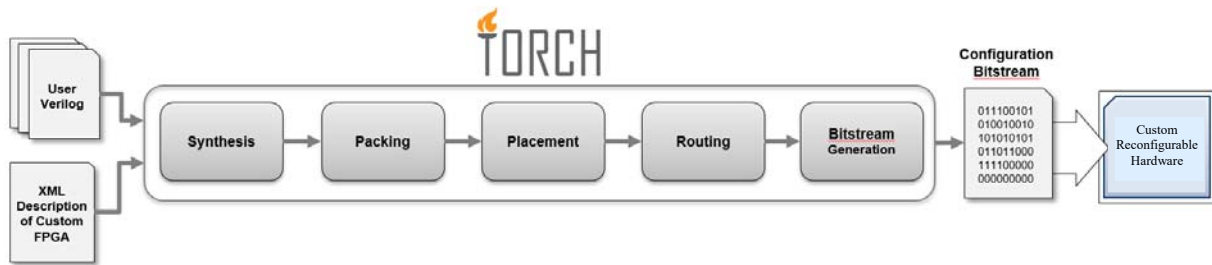 TORCH
User
Verilog
XML
Description
of Custom
FPGA
Synthesis
Packing
Placement
Routing
Bitstream
Generation
Configuration
Bitstream
011100101
010010010
101010101
011011000
111100000
000000000
Custom
Reconfigurable
Hardware